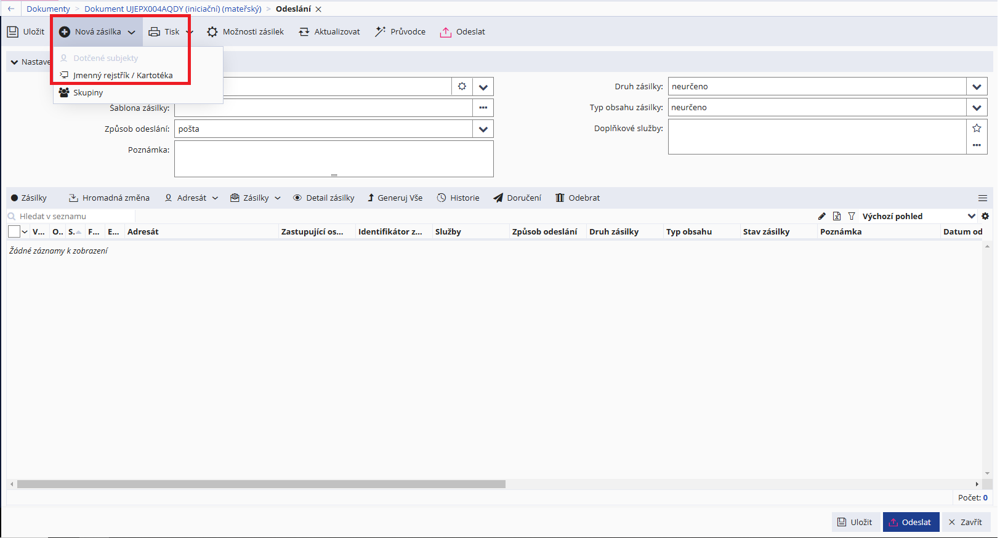 Dokumenty > Dokument UJEPX004AQDY (iniciační) (mateřský) > Odeslání
Uložit Nová zásilka Tisk Možnosti zásilek Aktualizovat Průvodce Odeslat
Dotčené subjekty
Jmenný rejstřík / Kartotéka
Skupiny
Nastave
Druh zásilky: neurčeno
Šablona zásilky:
Typ obsahu zásilky: neurčeno
Způsob odeslání: pošta
Doplňkové služby:
Poznámka:
Zásilky Hromadná změna Adresát Zásilky Detail zásilky Generuj Vše Historie Doručení Odebrat
Hledat v seznamu Výchozí pohled
V... O.. S. F... E... Adresát Zastupující os... Identifikátor z... Služby Způsob odeslání Druh zásilky Typ obsahu Stav zásilky Poznámka Datum od
Žádné záznamy k zobrazení
Počet: 0
Uložit Odeslat Zavřít